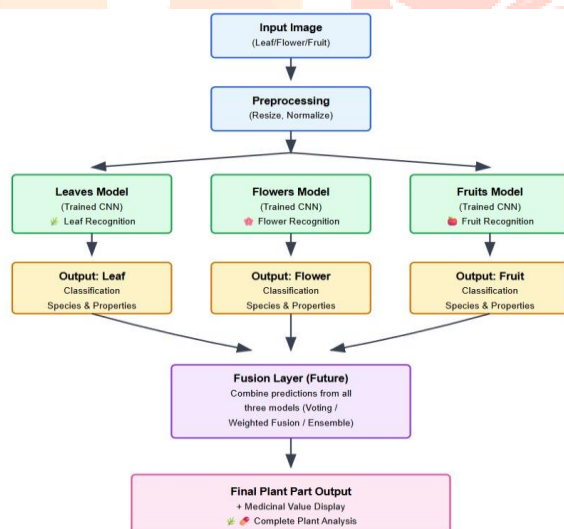 Input Image
(Leaf/Flower/Fruit)
Preprocessing
(Resize, Normalize)
Leaves Model
(Trained CNN)
🌿 Leaf Recognition
Flowers Model
(Trained CNN)
🌸 Flower Recognition
Fruits Model
(Trained CNN)
🍓 Fruit Recognition
Output: Leaf
Classification
Species & Properties
Output: Flower
Classification
Species & Properties
Output: Fruit
Classification
Species & Properties
Fusion Layer (Future)
Combine predictions from all
three models (Voting /
Weighted Fusion / Ensemble)
Final Plant Part Output
+ Medicinal Value Display
Complete Plant Analysis